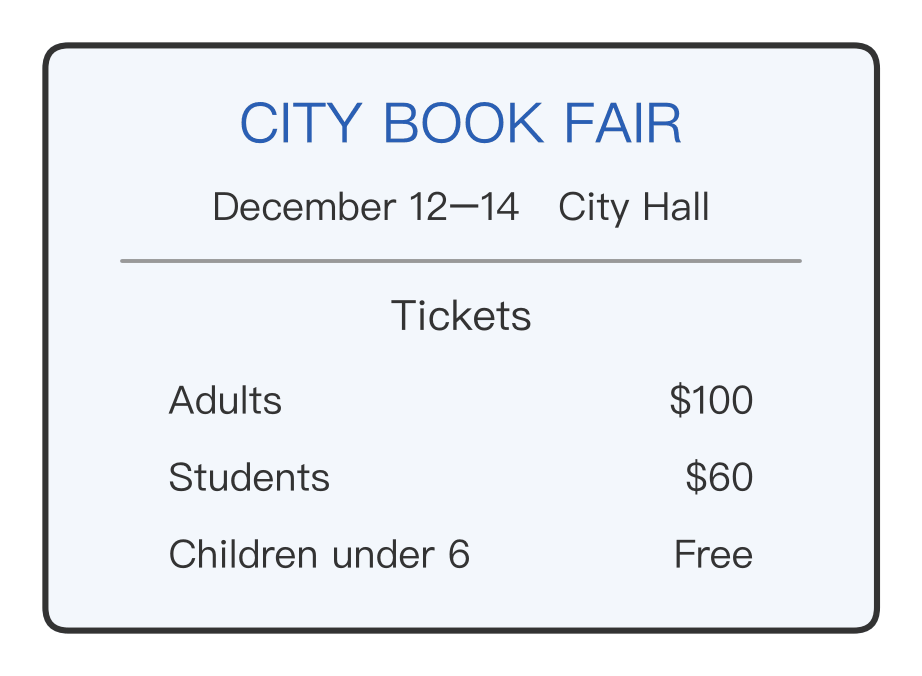 CITY BOOK FAIR
December 12–14 City Hall
Tickets
Adults $100
Students $60
Children under 6 Free